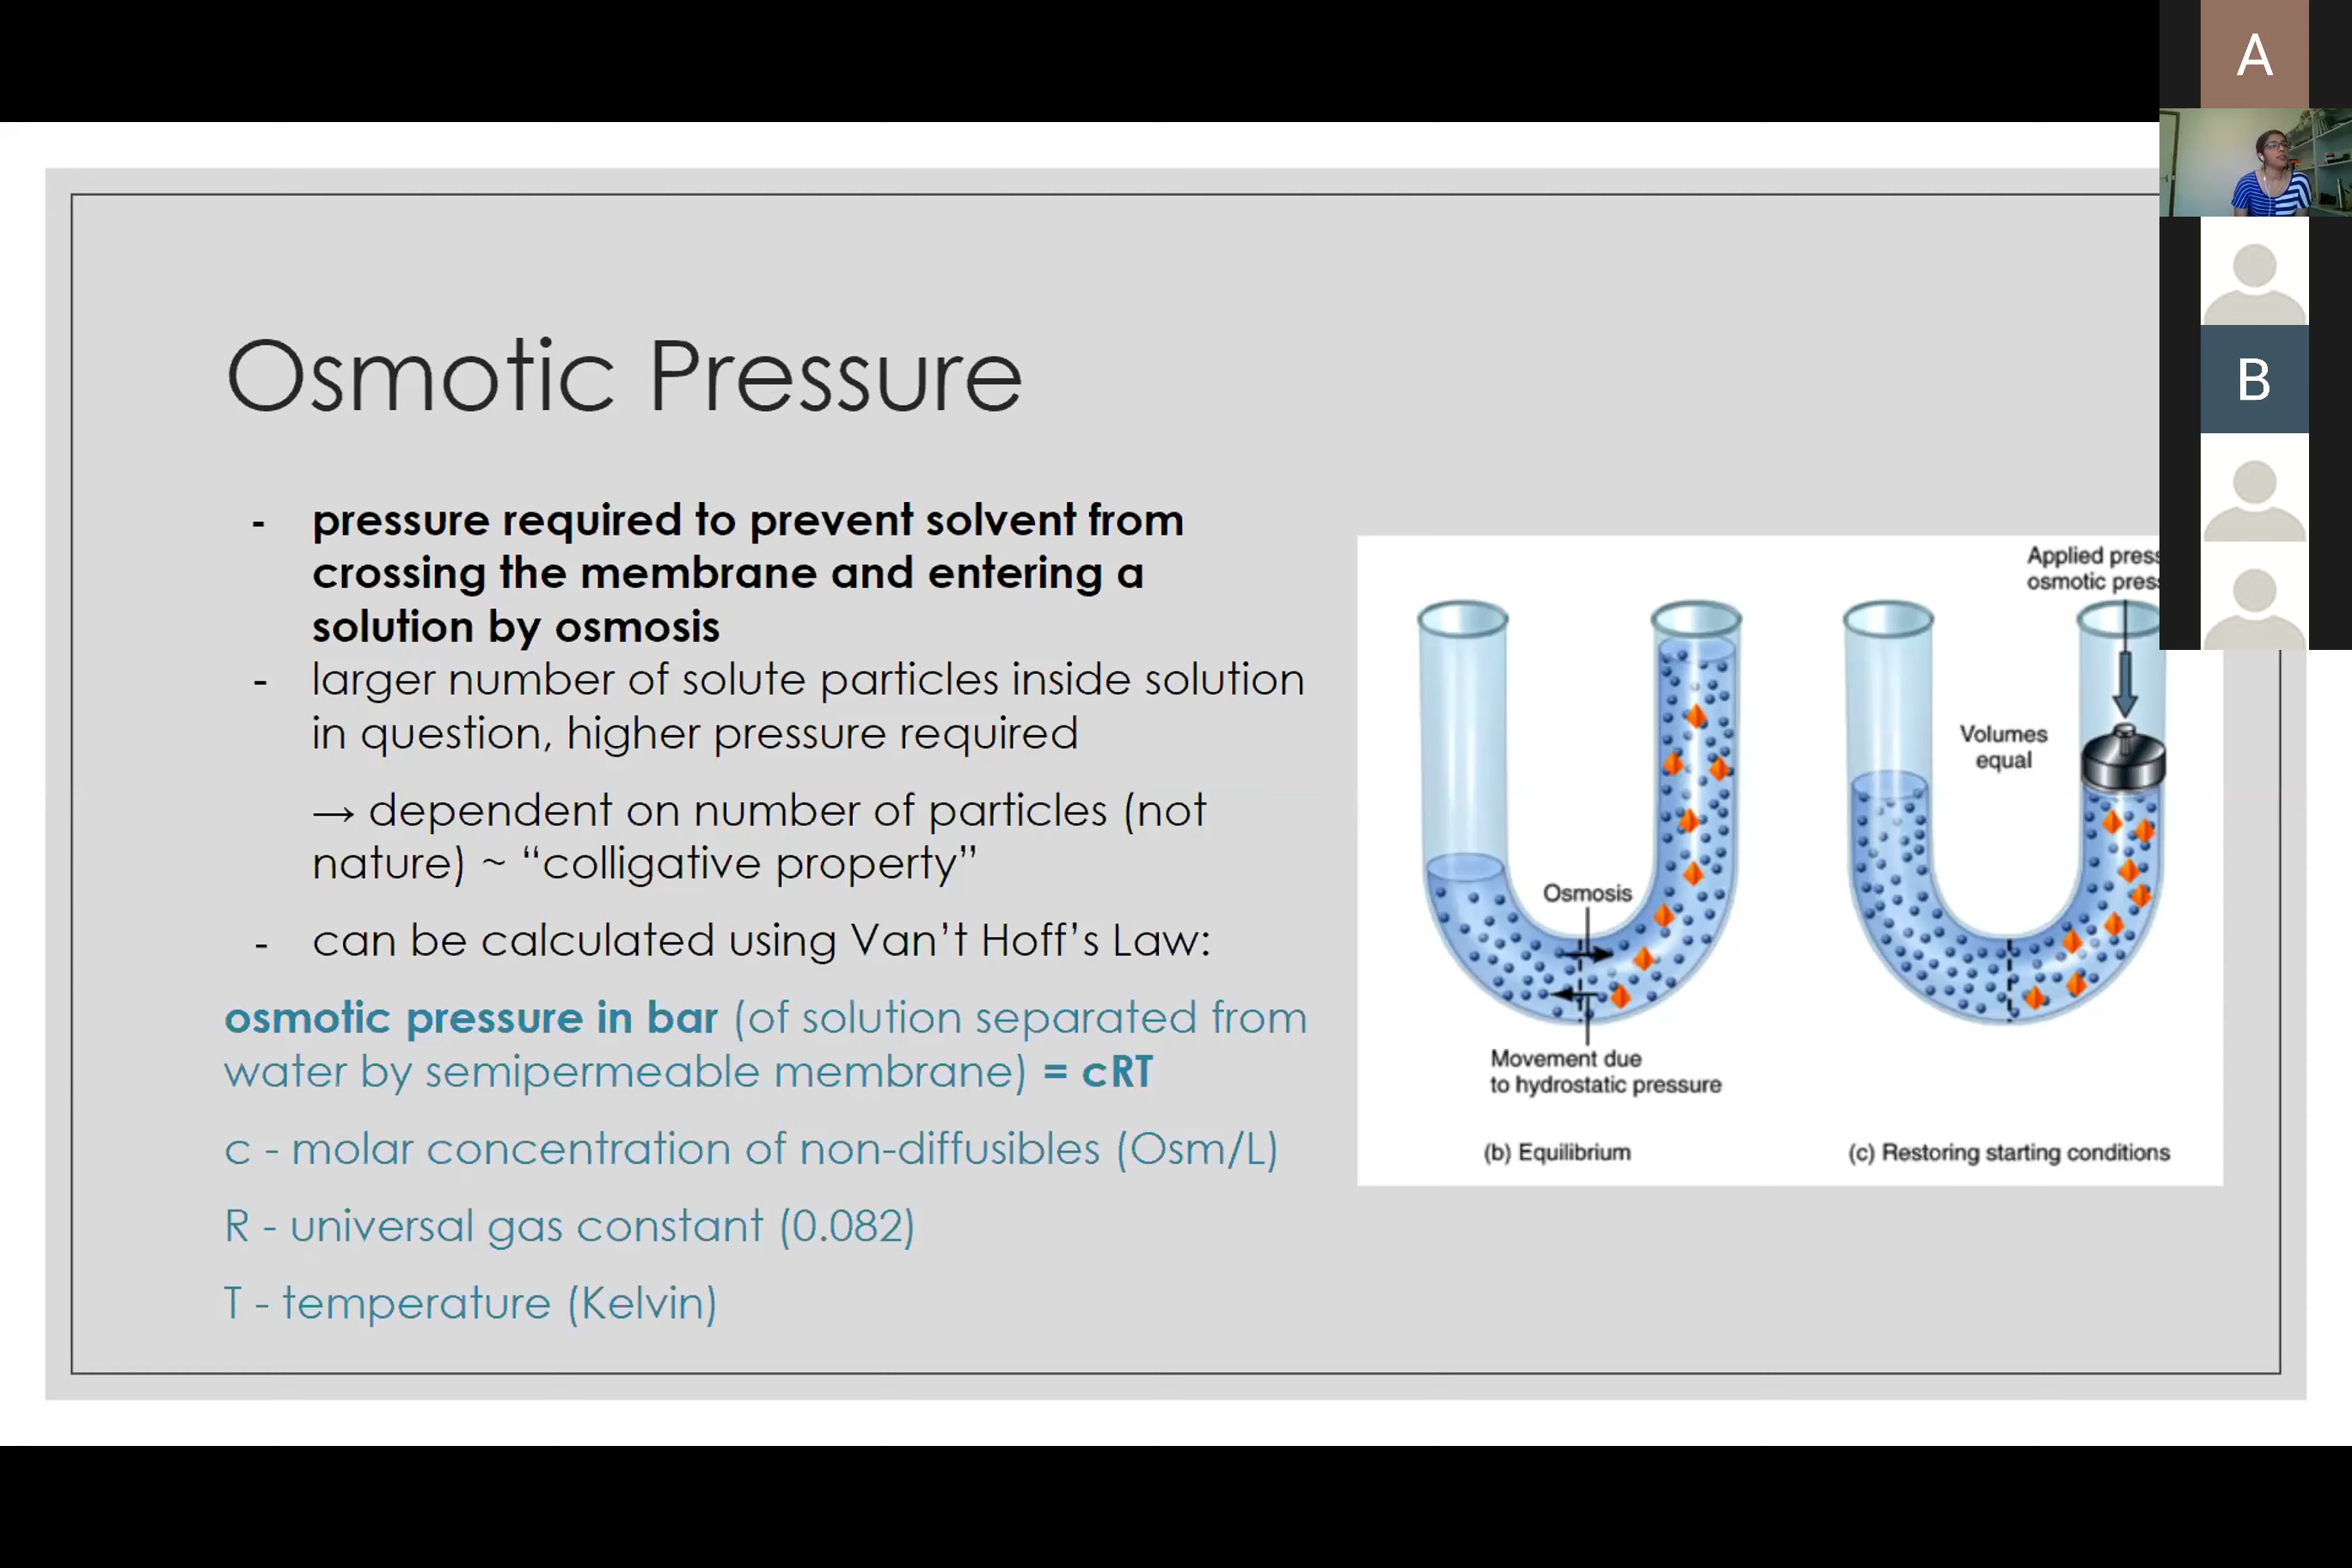 A
B
Osmotic Pressure
- pressure required to prevent solvent from
crossing the membrane and entering a
solution by osmosis
- larger number of solute particles inside solution
in question, higher pressure required
→ dependent on number of particles (not
nature) ~ “colligative property”
- can be calculated using Van’t Hoff’s Law:
osmotic pressure in bar (of solution separated from
water by semipermeable membrane) = cRT
c - molar concentration of non-diffusibles (Osm/L)
R - universal gas constant (0.082)
T - temperature (Kelvin)
Applied
osmotic
Volumes
equal
Osmosis
Movement due
to hydrostatic pressure
(b) Equilibrium
(c) Restoring starting conditions